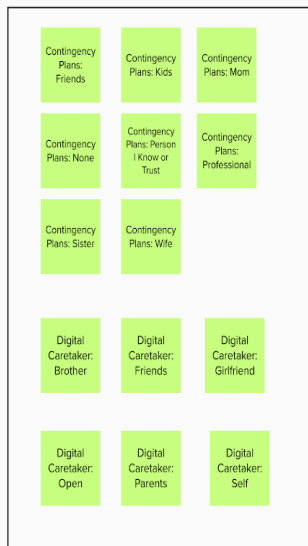 Contingency
Plans:
Friends
Contingency
Plans: Kids
Contingency
Plans: Mom
Contingency
Plans: None
Contingency
Plans: Person
I Know or
Trust
Contingency
Plans:
Professional
Contingency
Plans: Sister
Contingency
Plans: Wife
Digital
Caretaker:
Brother
Digital
Caretaker:
Friends
Digital
Caretaker:
Girlfriend
Digital
Caretaker:
Open
Digital
Caretaker:
Parents
Digital
Caretaker:
Self